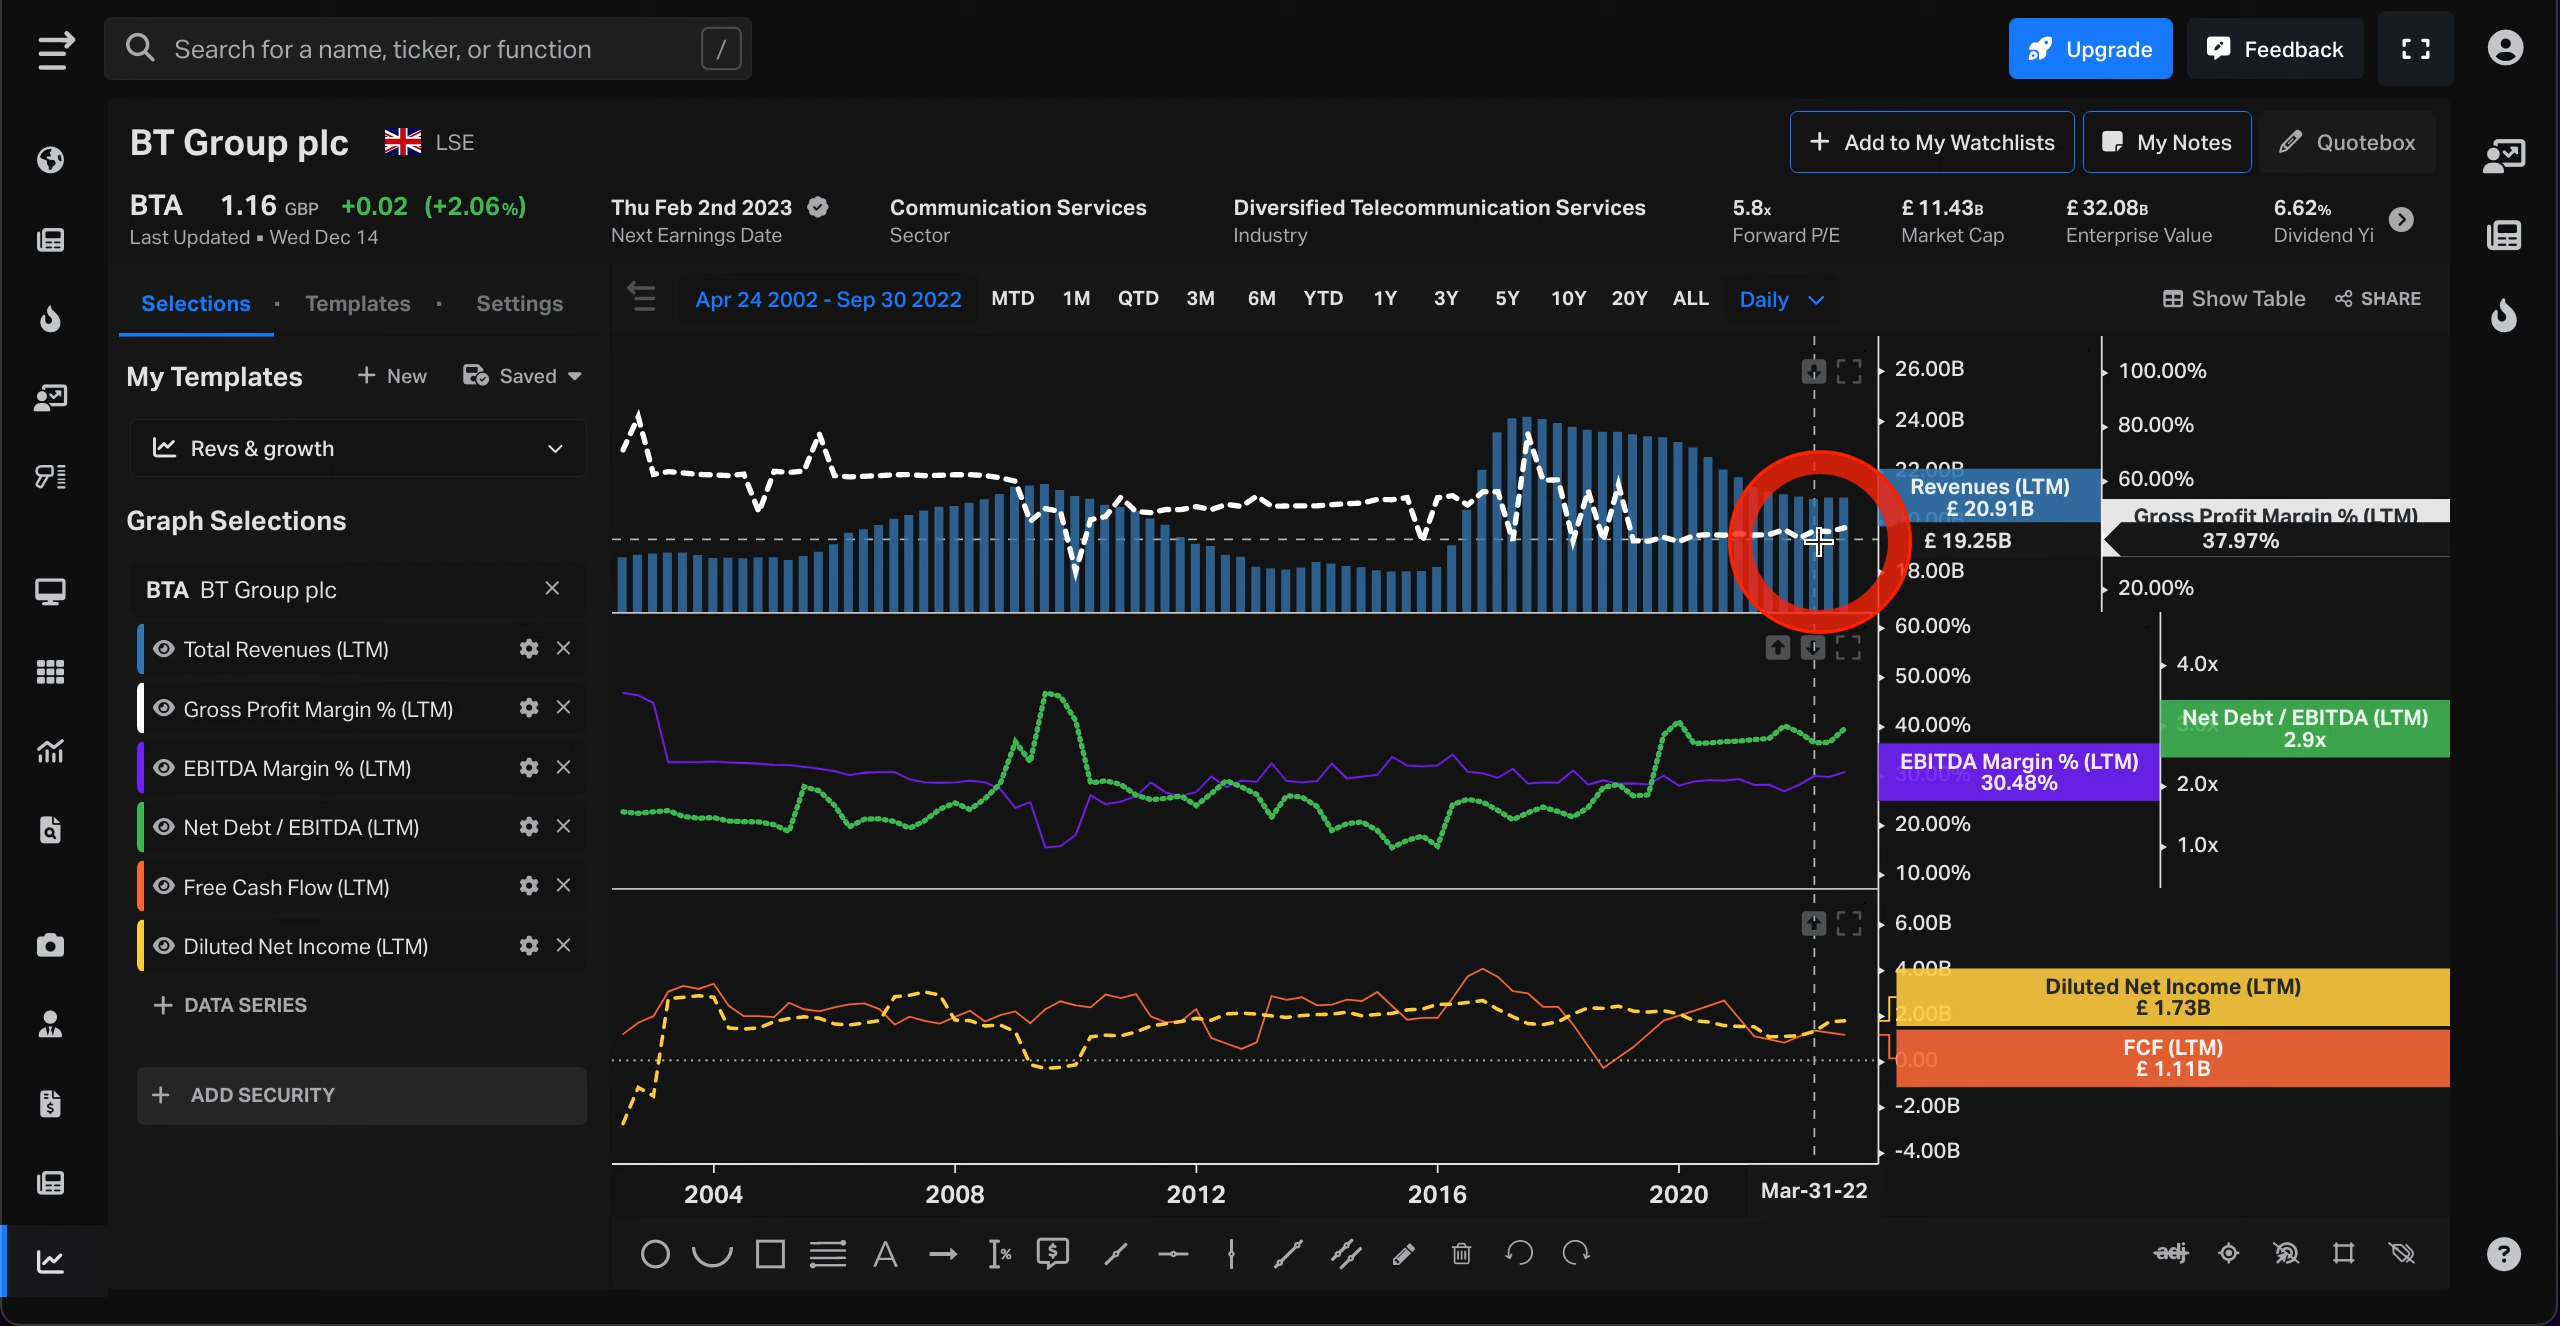 Search for a name, ticker, or function /
Upgrade
Feedback
BT Group plc LSE
+ Add to My Watchlists
My Notes
Quotebox
BTA 1.16 GBP +0.02 (+2.06%)
Last Updated ▪ Wed Dec 14
Thu Feb 2nd 2023
Next Earnings Date
Communication Services
Sector
Diversified Telecommunication Services
Industry
5.8x
Forward P/E
£ 11.43B
Market Cap
£ 32.08B
Enterprise Value
6.62%
Dividend Yi
Selections · Templates · Settings
Apr 24 2002 - Sep 30 2022 MTD 1M QTD 3M 6M YTD 1Y 3Y 5Y 10Y 20Y ALL Daily
Show Table SHARE
My Templates + New Saved
Revs & growth
Graph Selections
BTA BT Group plc
Total Revenues (LTM)
Gross Profit Margin % (LTM)
EBITDA Margin % (LTM)
Net Debt / EBITDA (LTM)
Free Cash Flow (LTM)
Diluted Net Income (LTM)
+ DATA SERIES
+ ADD SECURITY
26.00B
24.00B
22.00B
Revenues (LTM)
£ 20.91B
£ 19.25B
18.00B
100.00%
80.00%
60.00%
Gross Profit Margin % (LTM)
37.97%
20.00%
60.00%
50.00%
40.00%
EBITDA Margin % (LTM)
30.48%
20.00%
10.00%
4.0x
Net Debt / EBITDA (LTM)
2.9x
2.0x
1.0x
6.00B
4.00B
Diluted Net Income (LTM)
£ 1.73B
2.00B
FCF (LTM)
£ 1.11B
0.00
-2.00B
-4.00B
2004 2008 2012 2016 2020 Mar-31-22
A
%
$
adj
?